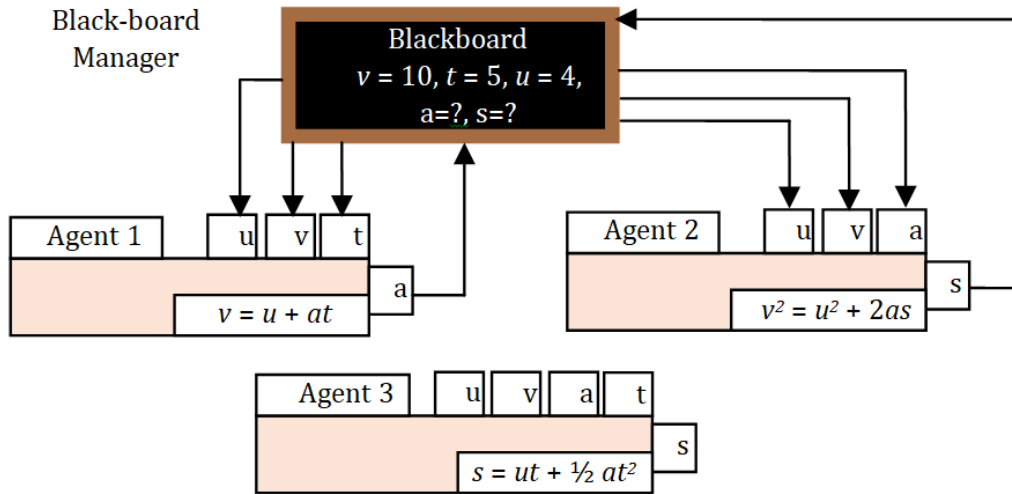 Black-board
Manager
Blackboard
v = 10, t = 5, u = 4,
a=?, s=?
Agent 1
u
v
t
a
v = u + at
Agent 2
u
v
a
s
v² = u² + 2as
Agent 3
u
v
a
t
s
s = ut + ½ at²